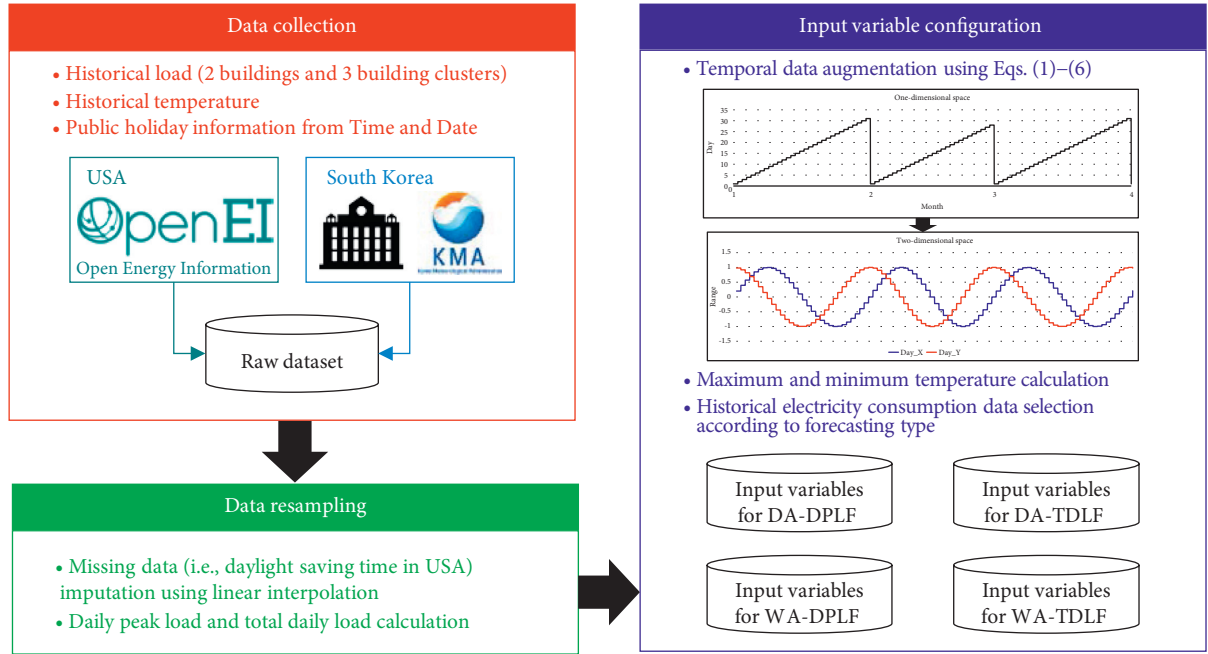 Data collection
• Historical load (2 buildings and 3 building clusters)
• Historical temperature
• Public holiday information from Time and Date
USA
OpenEI
Open Energy Information
South Korea
KMA
Korea Meteorological Administration
Raw dataset
Data resampling
• Missing data (i.e., daylight saving time in USA)
imputation using linear interpolation
• Daily peak load and total daily load calculation
Input variable configuration
• Temporal data augmentation using Eqs. (1)–(6)
One-dimensional space
35
30
25
20
15
10
5
0
Day
0
1
2
3
4
Month
Two-dimensional space
1.5
1
0.5
0
-0.5
-1
-1.5
Range
Day_X
Day_Y
• Maximum and minimum temperature calculation
• Historical electricity consumption data selection
according to forecasting type
Input variables
for DA-DPLF
Input variables
for DA-TDLF
Input variables
for WA-DPLF
Input variables
for WA-TDLF